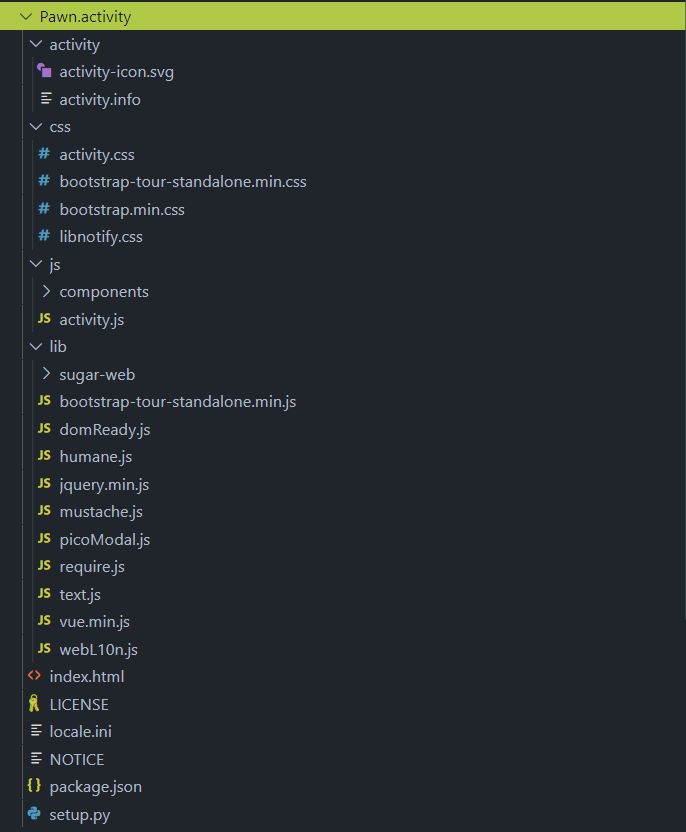 Pawn.activity
activity
activity-icon.svg
activity.info
css
# activity.css
# bootstrap-tour-standalone.min.css
# bootstrap.min.css
# libnotify.css
js
components
JS activity.js
lib
sugar-web
JS bootstrap-tour-standalone.min.js
JS domReady.js
JS humane.js
JS jquery.min.js
JS mustache.js
JS picoModal.js
JS require.js
JS text.js
JS vue.min.js
JS webL10n.js
<> index.html
LICENSE
locale.ini
NOTICE
{} package.json
setup.py